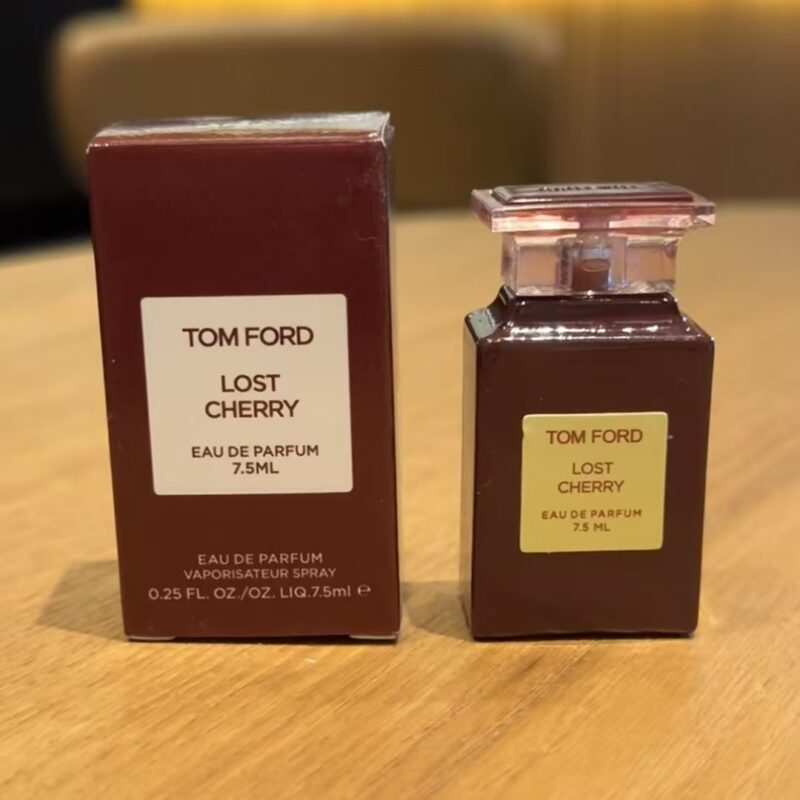 TOM FORD
LOST
CHERRY
EAU DE PARFUM
7.5ML
EAU DE PARFUM
VAPORISATEUR SPRAY
0.25 FL. OZ./OZ. LIQ.7.5ml ℮
TOM FORD
LOST
CHERRY
EAU DE PARFUM
7.5 ML